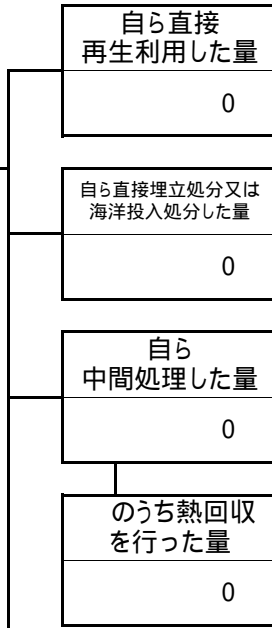 自ら直接
再生利用した量
0
自ら直接埋立処分又は
海洋投入処分した量
0
自ら
中間処理した量
0
のうち熱回収
を行った量
0